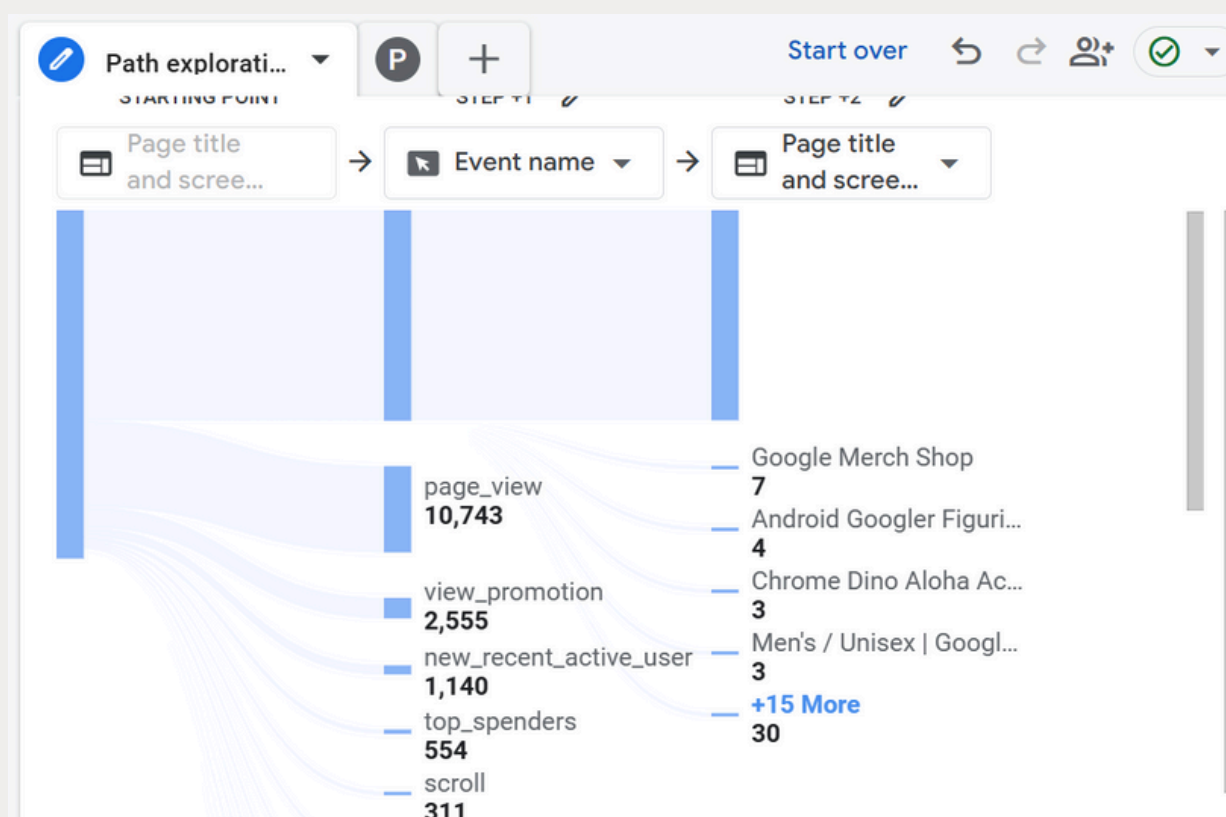 Path explorati...
P
Start over
STARTING POINT
STEP +1
STEP +2
Page title
and scree...
Event name
Page title
and scree...
page_view
10,743
view_promotion
2,555
new_recent_active_user
1,140
top_spenders
554
scroll
311
Google Merch Shop
7
Android Googler Figuri...
4
Chrome Dino Aloha Ac...
3
Men's / Unisex | Googl...
3
+15 More
30